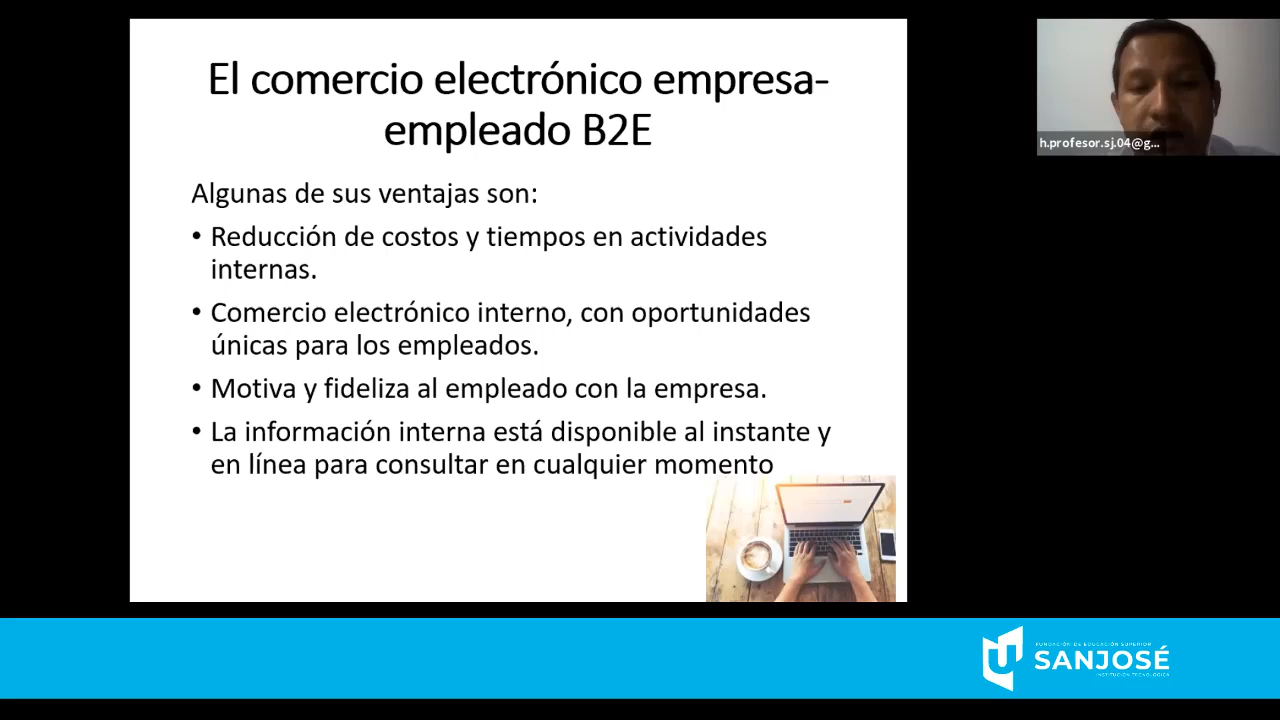 El comercio electrónico empresa-
empleado B2E
Algunas de sus ventajas son:
• Reducción de costos y tiempos en actividades
internas.
• Comercio electrónico interno, con oportunidades
únicas para los empleados.
• Motiva y fideliza al empleado con la empresa.
• La información interna está disponible al instante y
en línea para consultar en cualquier momento
h.profesor.sj.04@g...
FUNDACIÓN DE EDUCACIÓN SUPERIOR
SANJOSÉ
INSTITUCIÓN TECNOLÓGICA